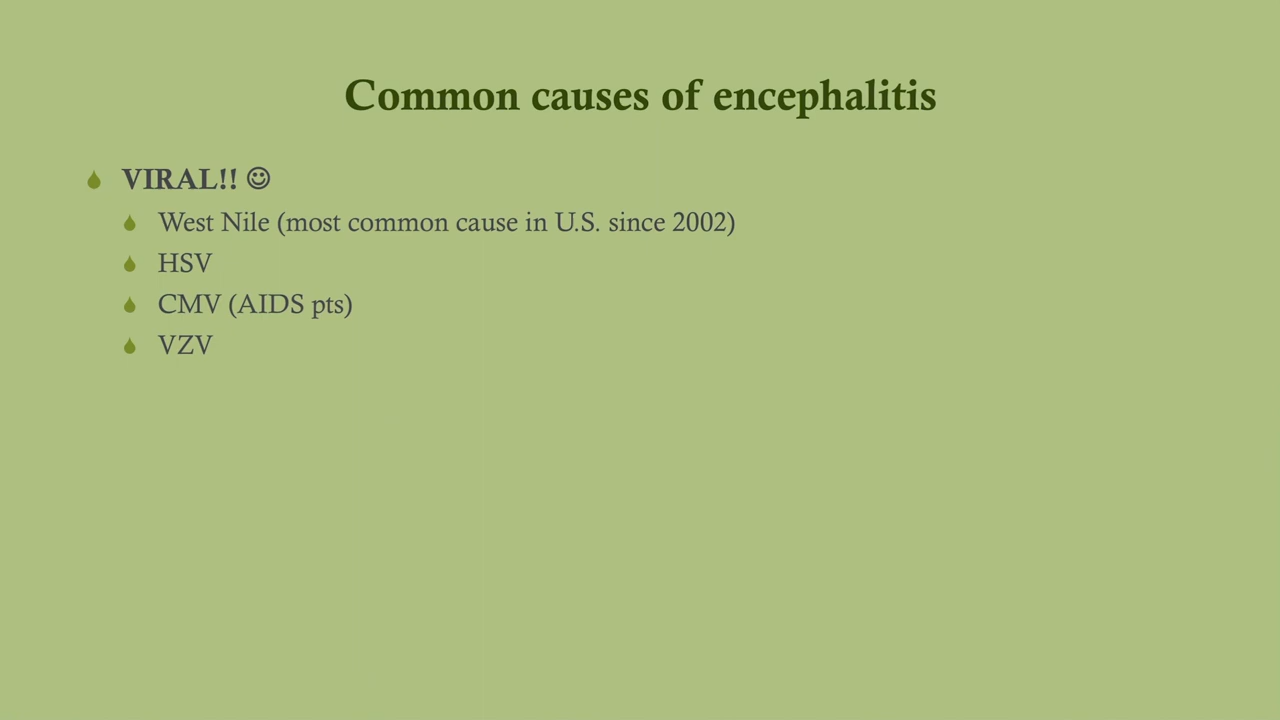 Common causes of encephalitis
VIRAL!! ☺
West Nile (most common cause in U.S. since 2002)
HSV
CMV (AIDS pts)
VZV